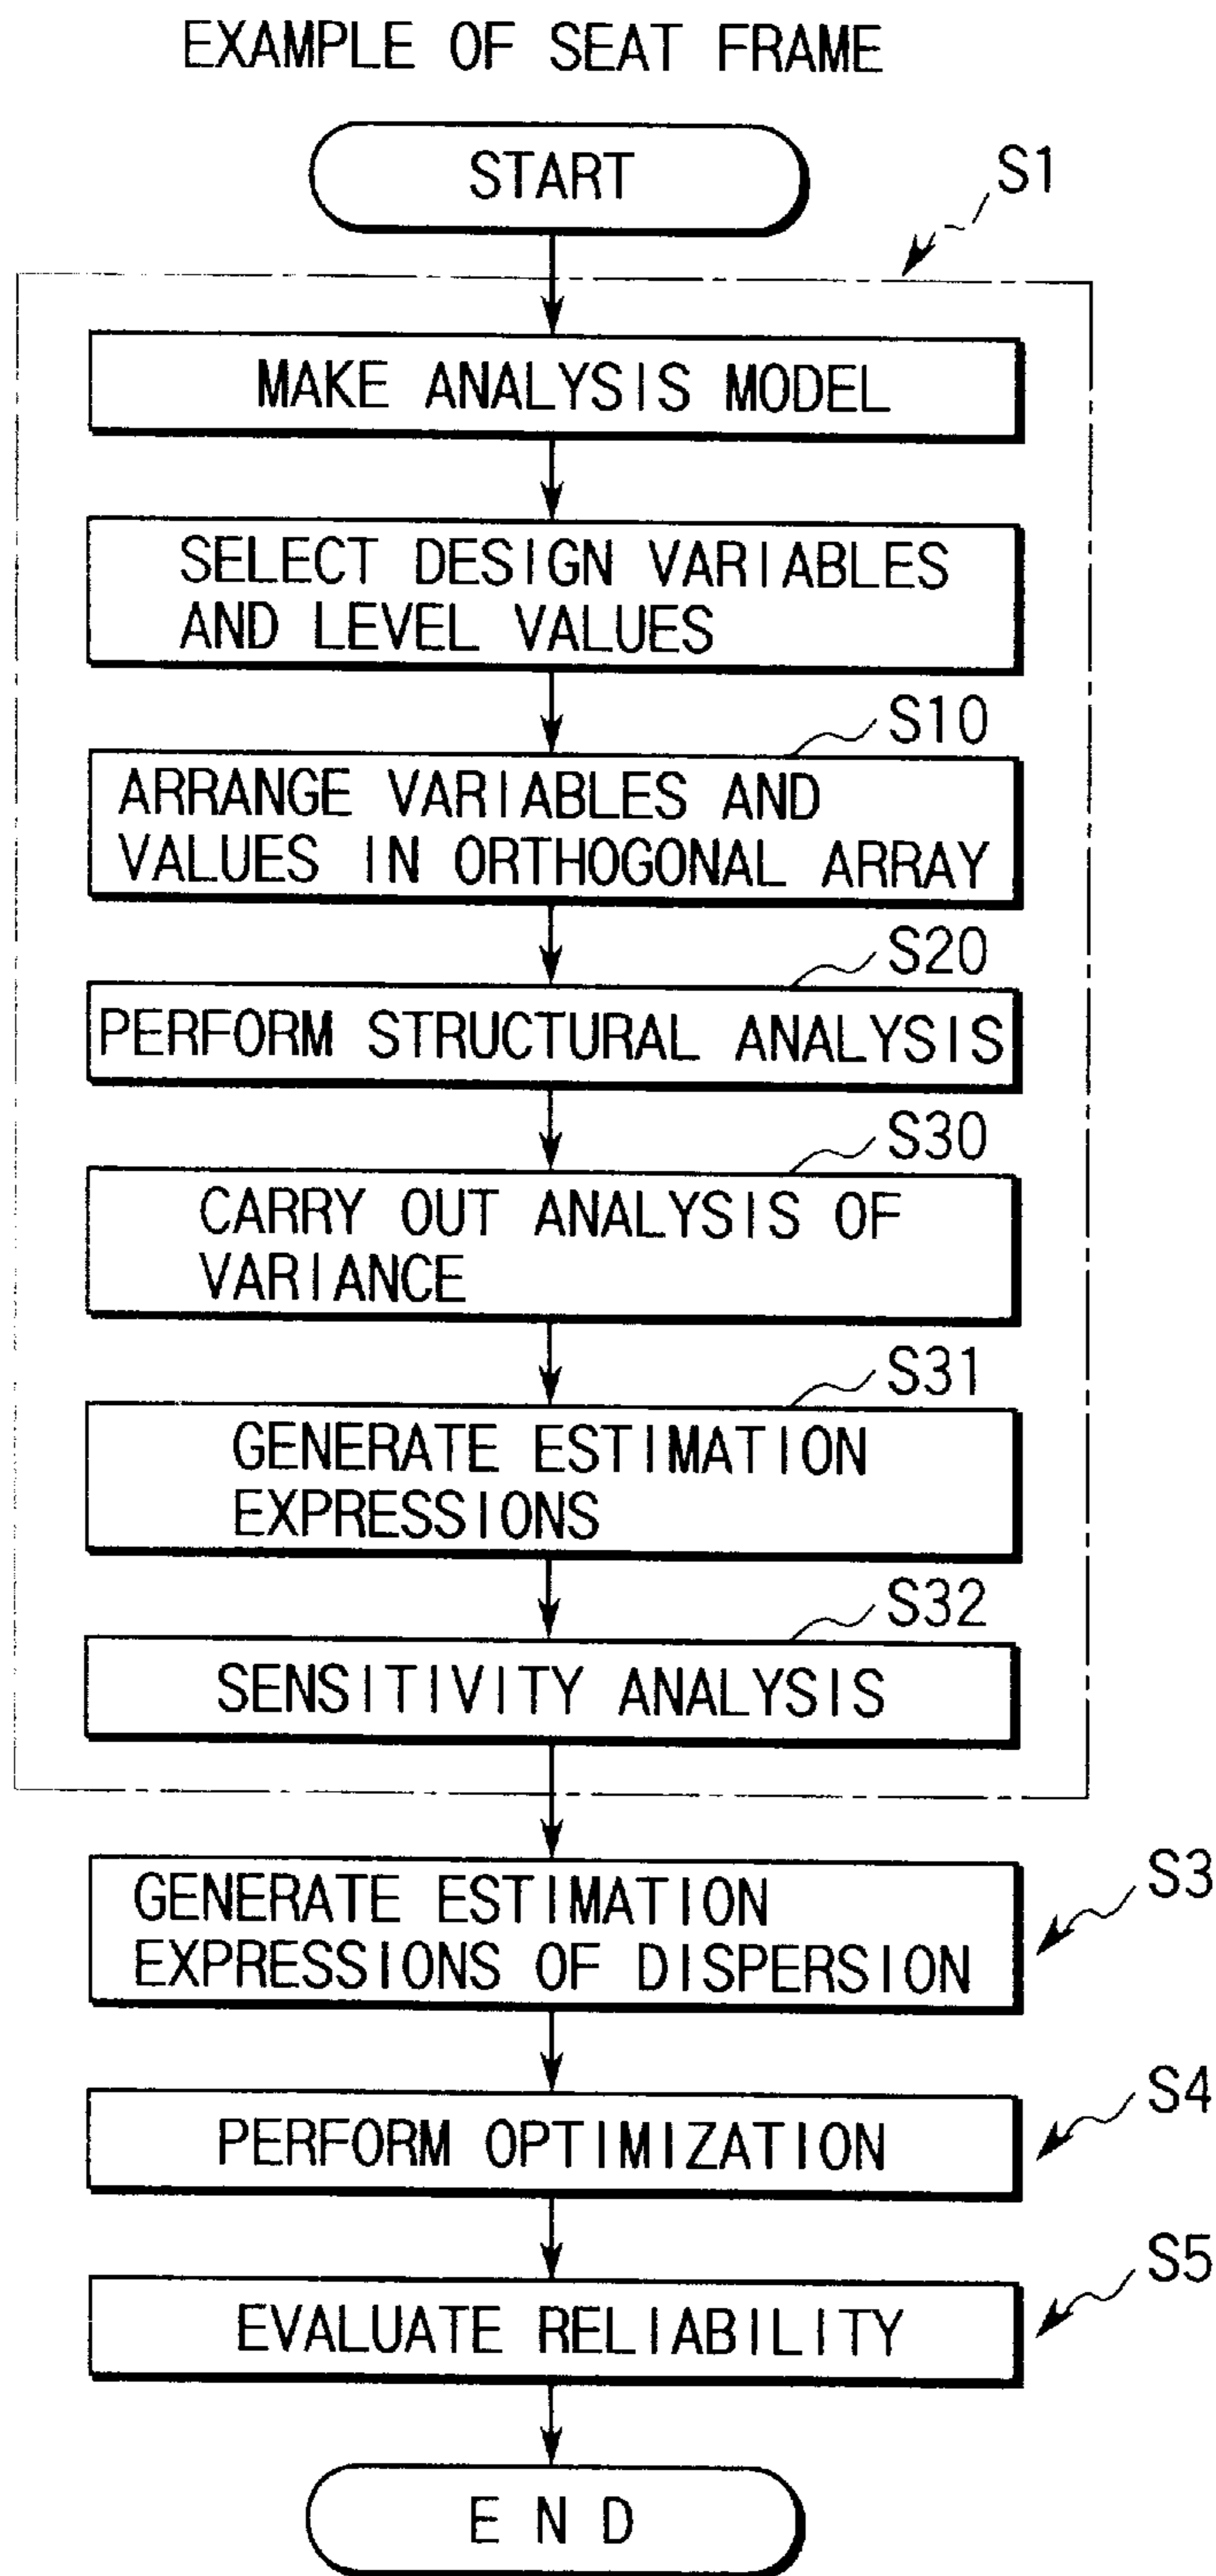 EXAMPLE OF SEAT FRAME
START
S1
MAKE ANALYSIS MODEL
SELECT DESIGN VARIABLES
AND LEVEL VALUES
S10
ARRANGE VARIABLES AND
VALUES IN ORTHOGONAL ARRAY
S20
PERFORM STRUCTURAL ANALYSIS
S30
CARRY OUT ANALYSIS OF
VARIANCE
S31
GENERATE ESTIMATION
EXPRESSIONS
S32
SENSITIVITY ANALYSIS
S3
GENERATE ESTIMATION
EXPRESSIONS OF DISPERSION
S4
PERFORM OPTIMIZATION
S5
EVALUATE RELIABILITY
END